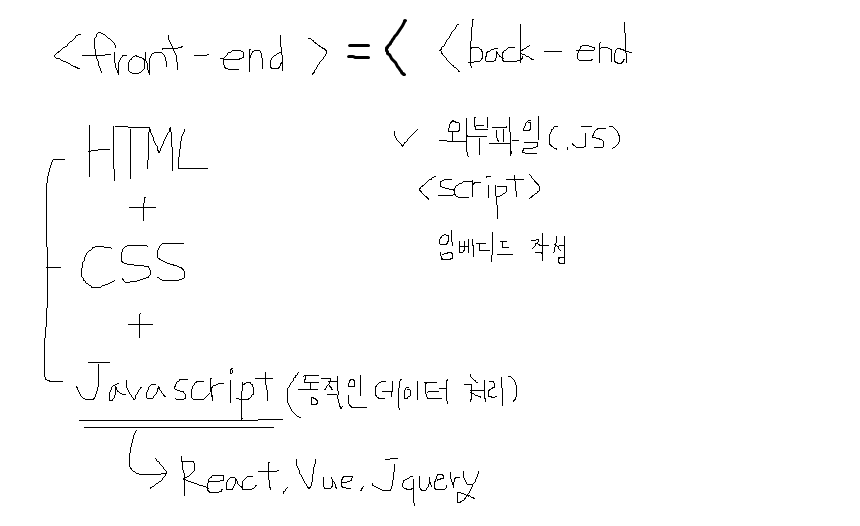 <front-end> =< <back-end
HTML
+
CSS
+
Javascript (동적인 데이터 처리)
React, Vue, Jquery
✓ 외부파일(.JS)
<script>
임베디드 작성